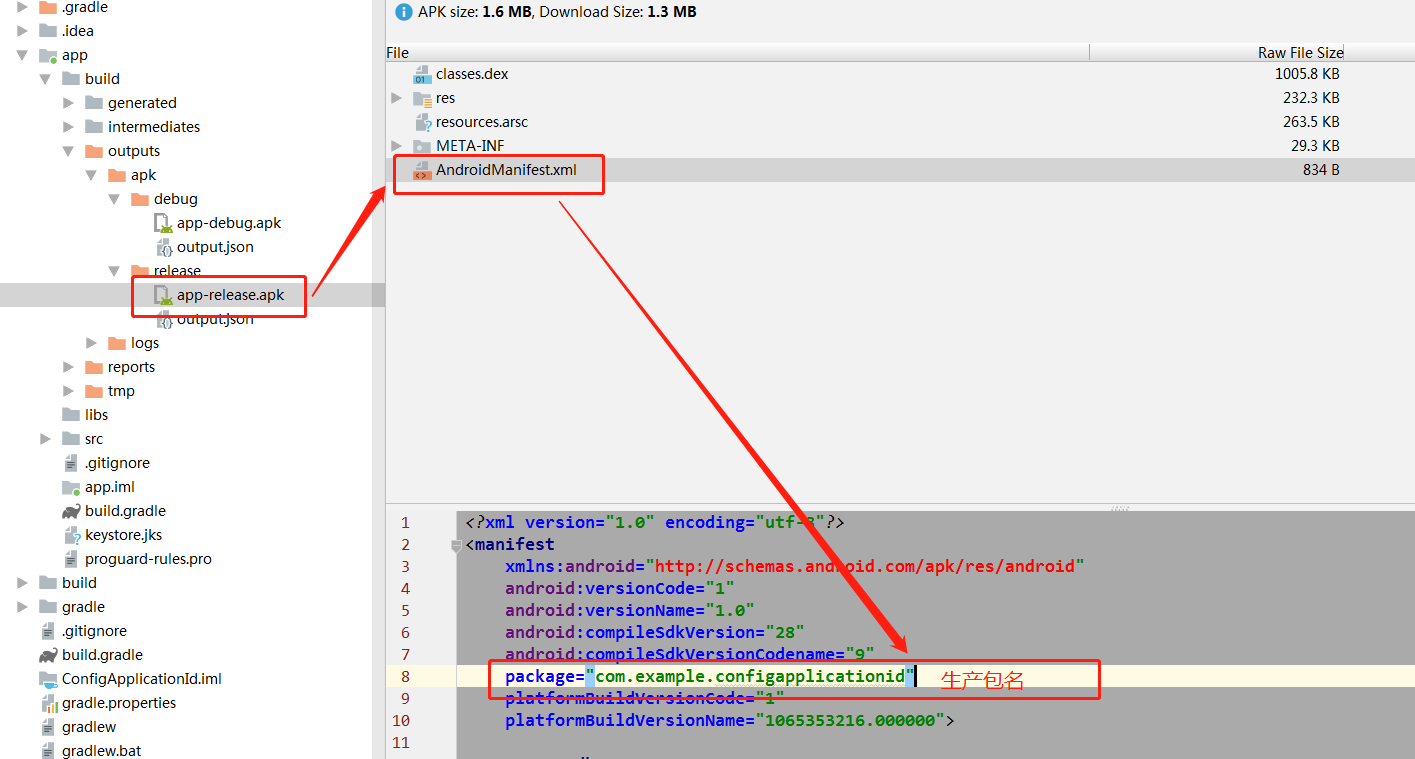 .gradle
.idea
app
build
generated
intermediates
outputs
apk
debug
app-debug.apk
output.json
release
app-release.apk
output.json
logs
reports
tmp
libs
src
.gitignore
app.iml
build.gradle
keystore.jks
proguard-rules.pro
build
gradle
.gitignore
build.gradle
ConfigApplicationId.iml
gradle.properties
gradlew
gradlew.bat
APK size: 1.6 MB, Download Size: 1.3 MB
File Raw File Size
classes.dex 1005.8 KB
res 232.3 KB
resources.arsc 263.5 KB
META-INF 29.3 KB
AndroidManifest.xml 834 B
1 <?xml version="1.0" encoding="utf-8"?>
2 <manifest
3 xmlns:android="http://schemas.android.com/apk/res/android"
4 android:versionCode="1"
5 android:versionName="1.0"
6 android:compileSdkVersion="28"
7 android:compileSdkVersionCodename="9"
8 package="com.example.configapplicationid" 生产包名
9 platformBuildVersionCode="1"
10 platformBuildVersionName="1065353216.000000">
11